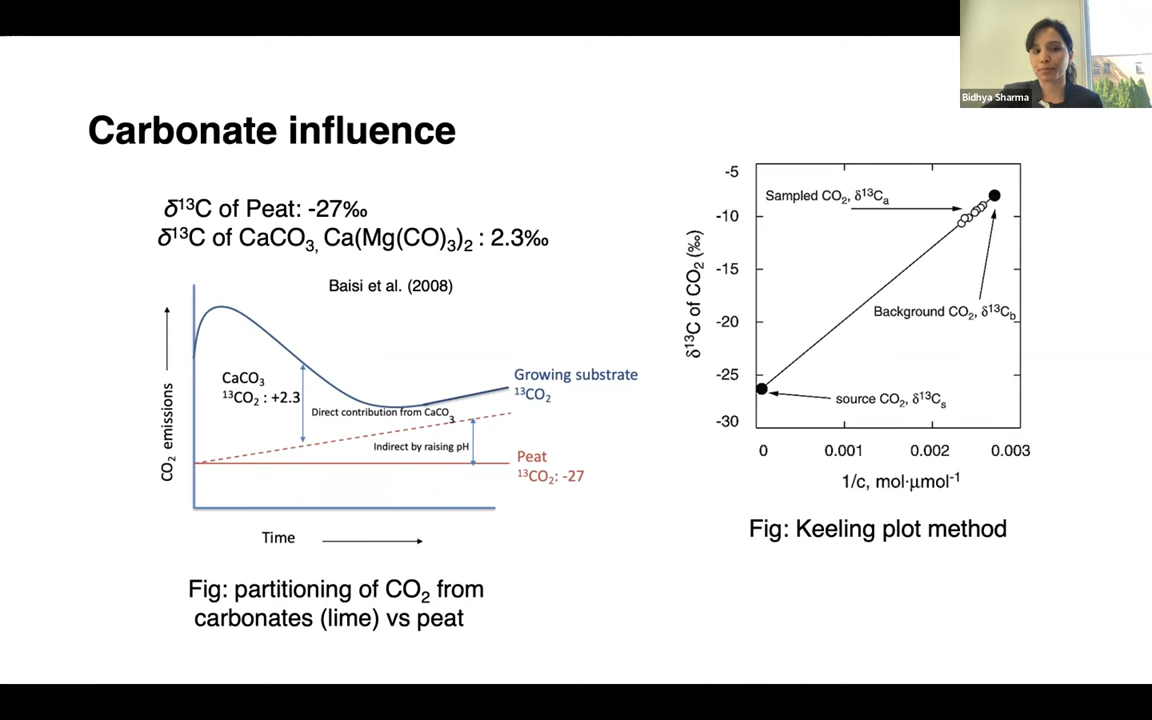 Bidhya Sharma
Carbonate influence
δ¹³C of Peat: -27‰
δ¹³C of CaCO₃, Ca(Mg(CO)₃)₂ : 2.3‰
Baisi et al. (2008)
CO₂ emissions
CaCO₃
¹³CO₂ : +2.3
Direct contribution from CaCO₃
Indirect by raising pH
Growing substrate
¹³CO₂
Peat
¹³CO₂: -27
Time
Fig: partitioning of CO₂ from
carbonates (lime) vs peat
δ¹³C of CO₂ (‰)
-5
-10
-15
-20
-25
-30
Sampled CO₂, δ¹³Cₐ
Background CO₂, δ¹³C_b
source CO₂, δ¹³Cₛ
0 0.001 0.002 0.003
1/c, mol·μmol⁻¹
Fig: Keeling plot method